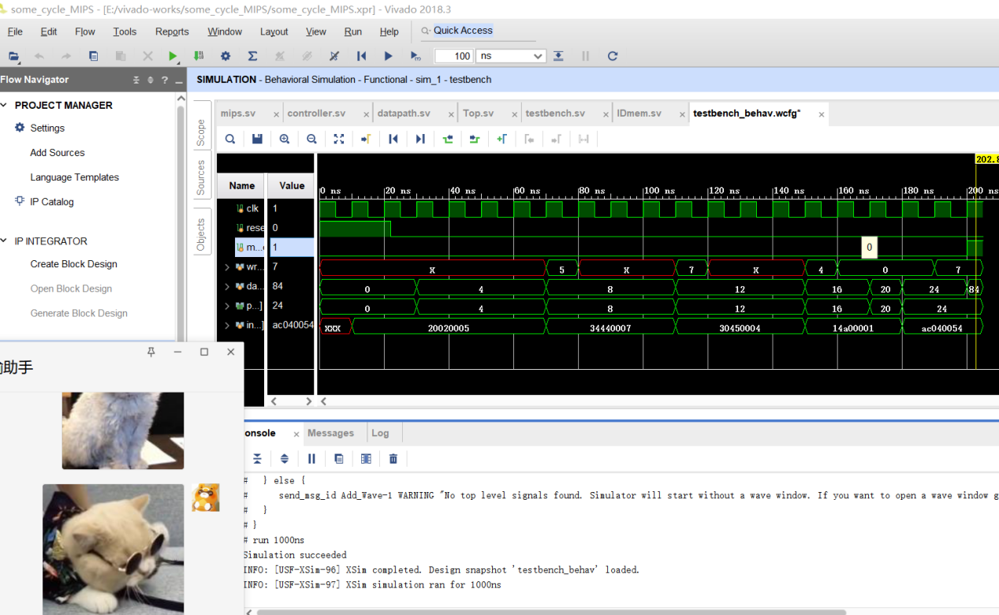 some_cycle_MIPS - [E:/vivado-works/some_cycle_MIPS/some_cycle_MIPS.xpr] - Vivado 2018.3
File Edit Flow Tools Reports Window Layout View Run Help Quick Access
100 ns
Flow Navigator
SIMULATION - Behavioral Simulation - Functional - sim_1 - testbench
PROJECT MANAGER
Settings
Add Sources
Language Templates
IP Catalog
IP INTEGRATOR
Create Block Design
Open Block Design
Generate Block Design
Scope
Sources
Objects
mips.sv controller.sv datapath.sv Top.sv testbench.sv IDmem.sv testbench_behav.wcfg*
202.8
Name Value 0 ns 20 ns 40 ns 60 ns 80 ns 100 ns 120 ns 140 ns 160 ns 180 ns 200 ns
clk 1
rese 0
m... 1 0
wr... 7 X 5 X 7 X 4 0 7
da... 84 0 4 8 12 16 20 24 84
p...] 24 0 4 8 12 16 20 24
in...] ac040054 XXX 20020005 34440007 30450004 14a00001 ac040054
助手
onsole Messages Log
# } else {
# send_msg_id Add_Wave-1 WARNING "No top level signals found. Simulator will start without a wave window. If you want to open a wave window g
# }
# }
# run 1000ns
Simulation succeeded
INFO: [USF-XSim-96] XSim completed. Design snapshot 'testbench_behav' loaded.
INFO: [USF-XSim-97] XSim simulation ran for 1000ns